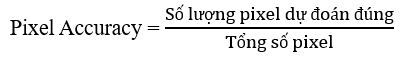 Pixel Accuracy = 
Số lượng pixel dự đoán đúng
Tổng số pixel